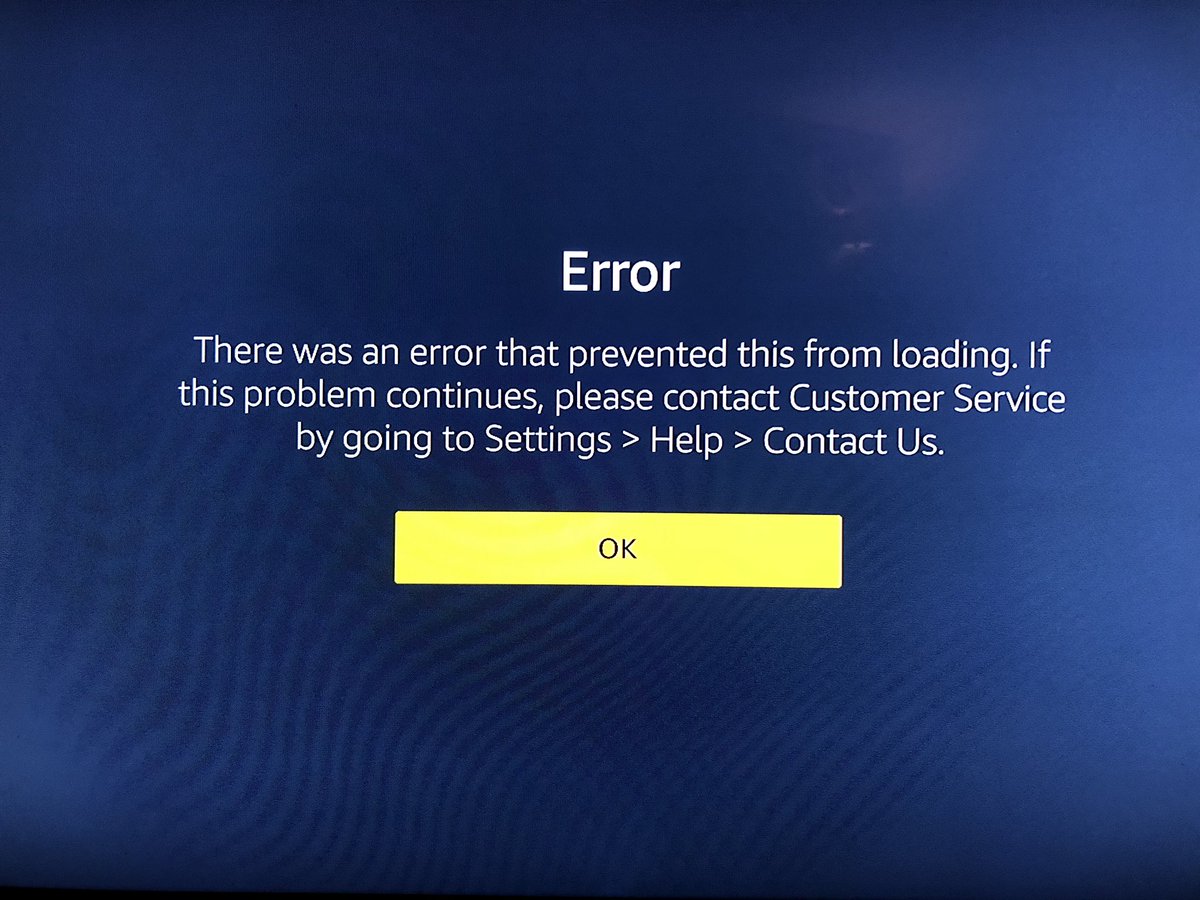 Error
There was an error that prevented this from loading. If
this problem continues, please contact Customer Service
by going to Settings > Help > Contact Us.
OK